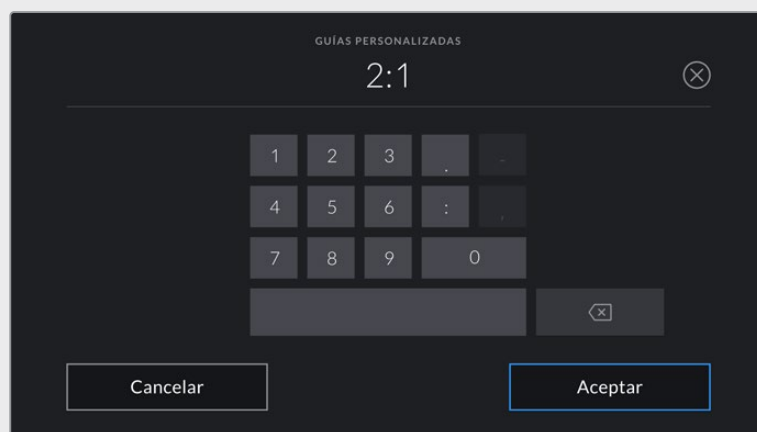 GUÍAS PERSONALIZADAS
2:1
1 2 3 . -
4 5 6 : ,
7 8 9 0
Cancelar Aceptar